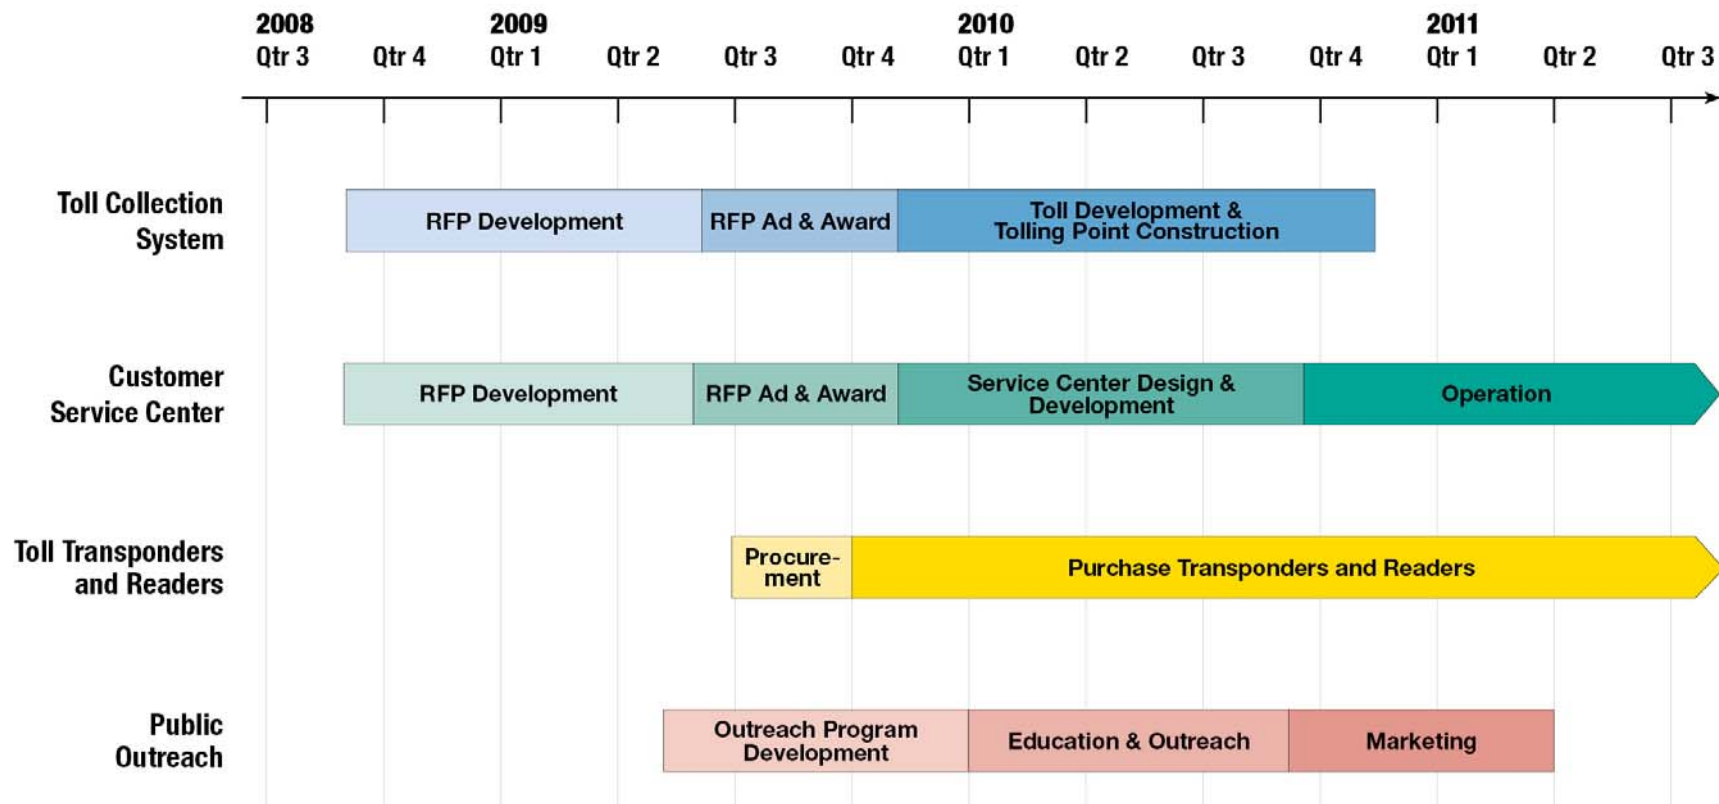 2008 2009 2010 2011
Qtr 3 Qtr 4 Qtr 1 Qtr 2 Qtr 3 Qtr 4 Qtr 1 Qtr 2 Qtr 3 Qtr 4 Qtr 1 Qtr 2 Qtr 3
Toll Collection
System
RFP Development
RFP Ad & Award
Toll Development &
Tolling Point Construction
Customer
Service Center
RFP Development
RFP Ad & Award
Service Center Design &
Development
Operation
Toll Transponders
and Readers
Procure-
ment
Purchase Transponders and Readers
Public
Outreach
Outreach Program
Development
Education & Outreach
Marketing